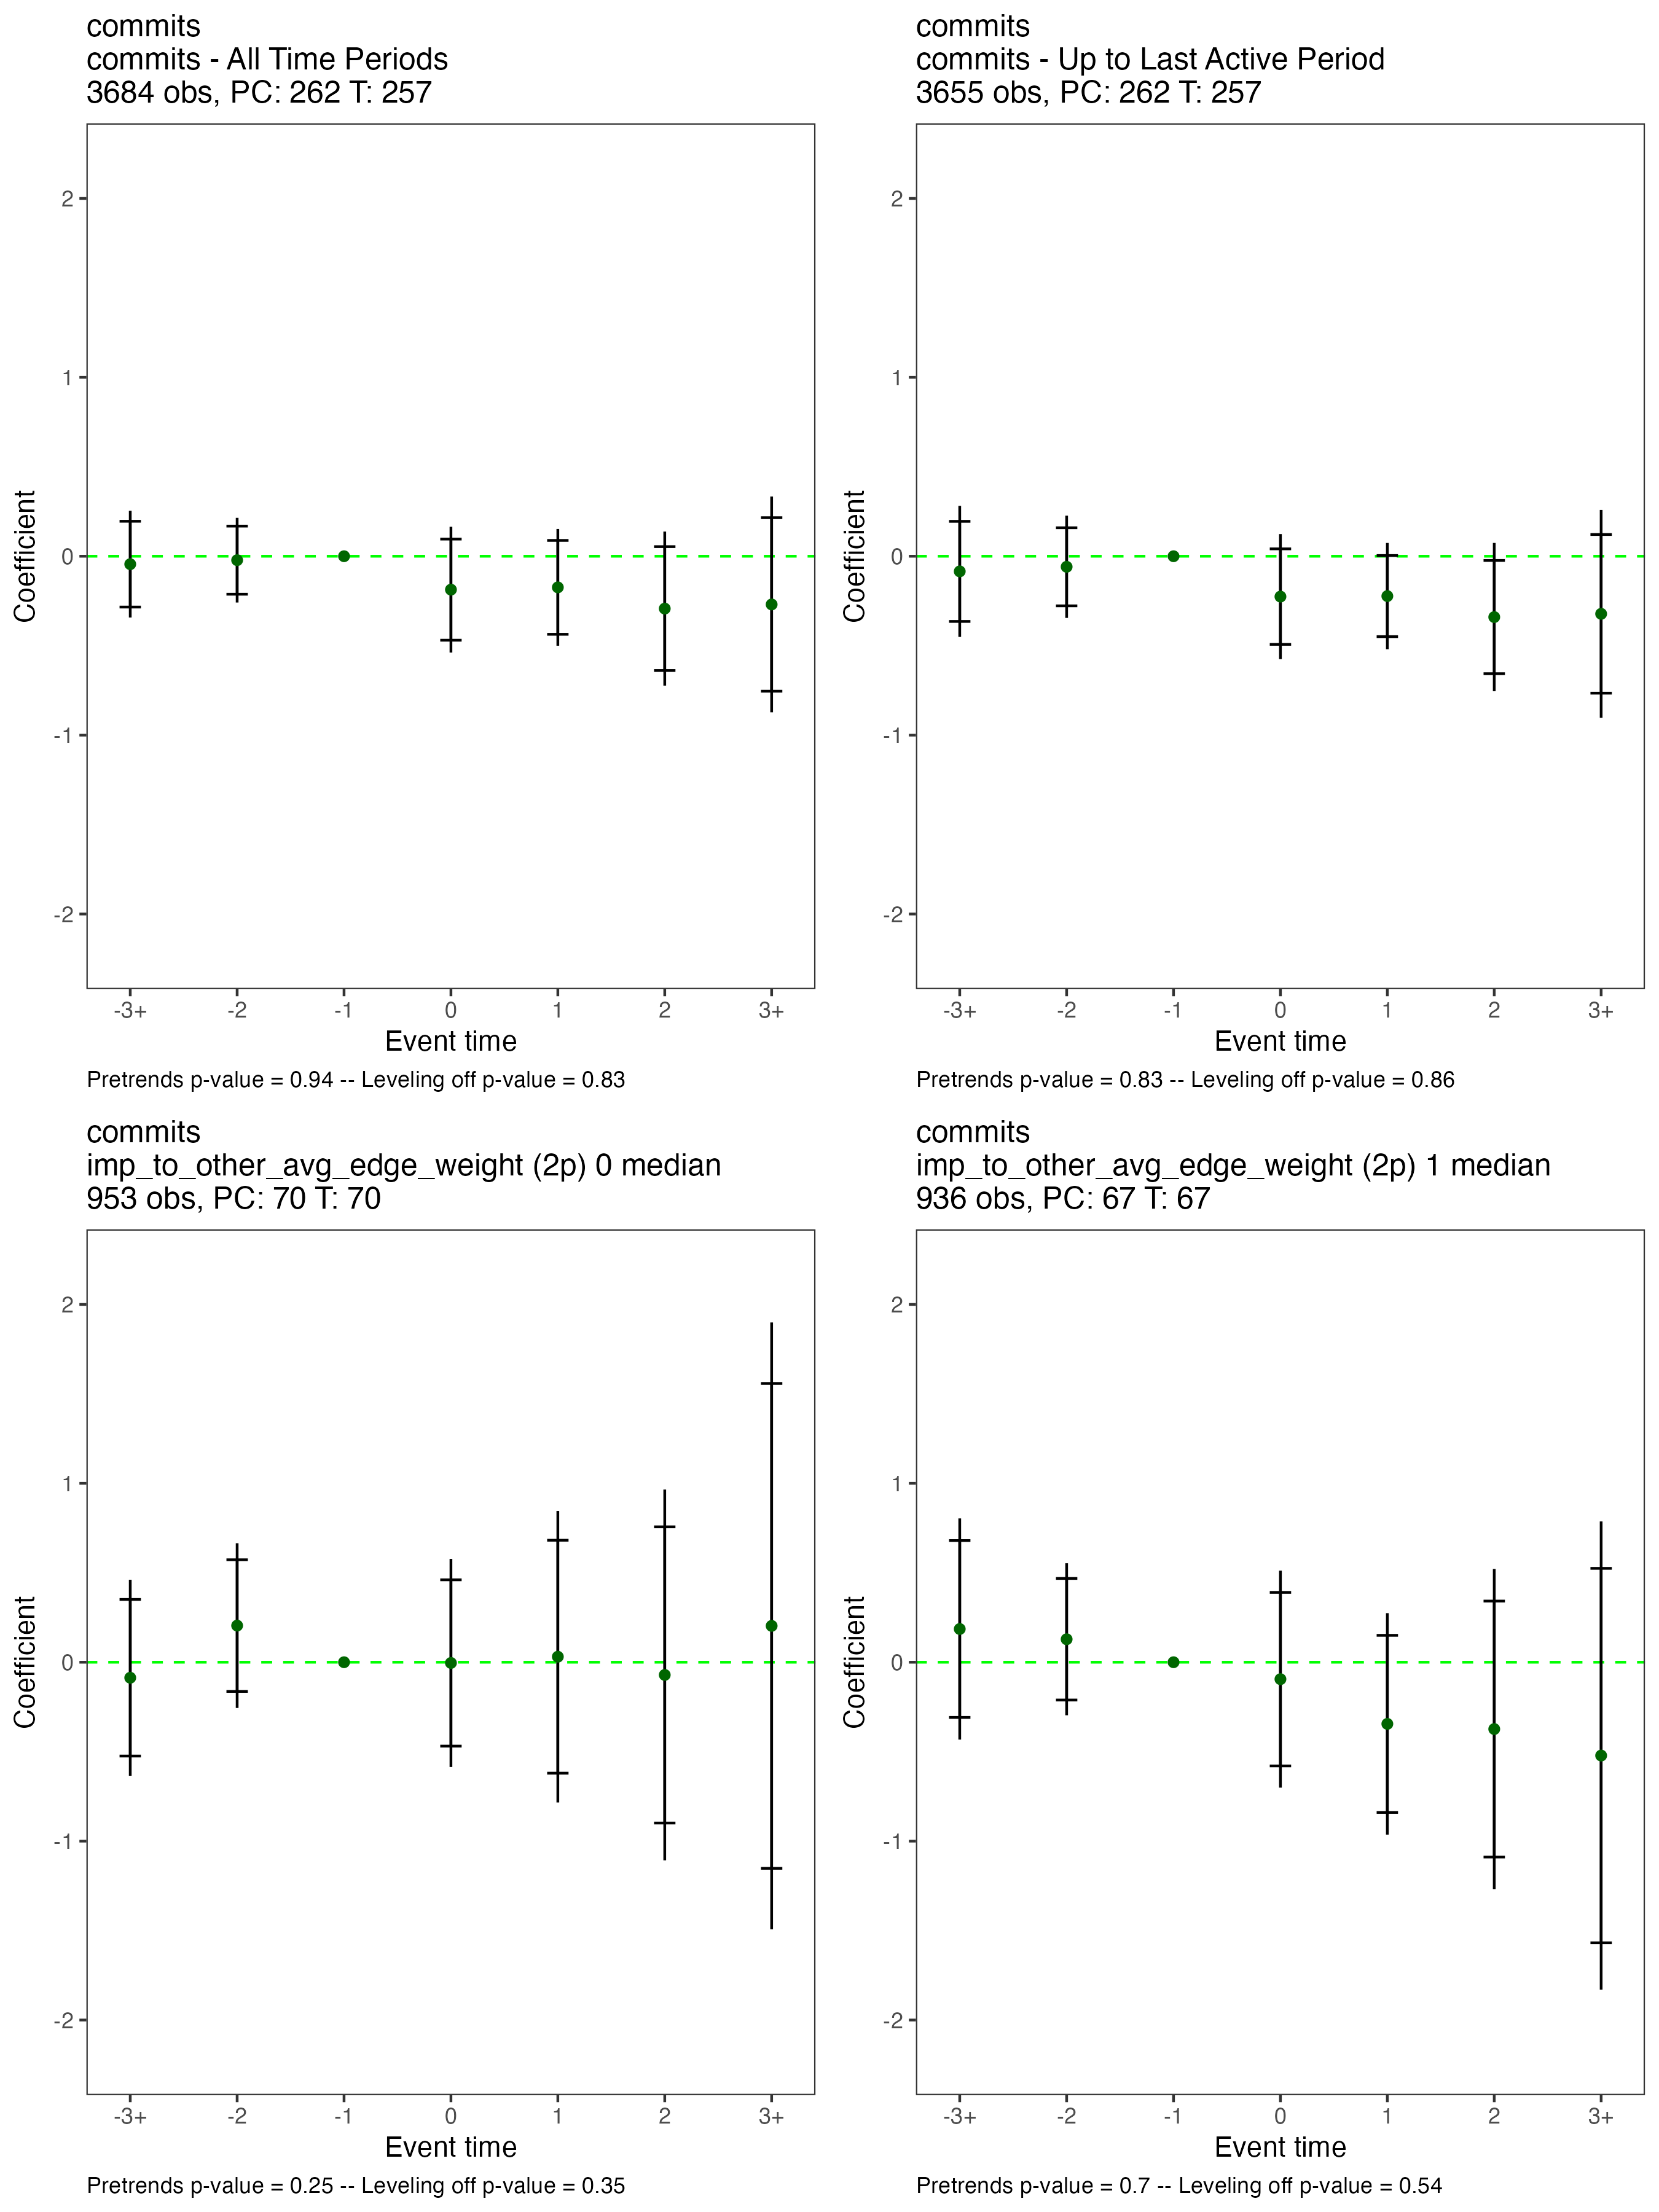 commits
commits - All Time Periods
3684 obs, PC: 262 T: 257
2
1
0
-1
-2
Coefficient
-3+ -2 -1 0 1 2 3+
Event time
Pretrends p-value = 0.94 -- Leveling off p-value = 0.83
commits
commits - Up to Last Active Period
3655 obs, PC: 262 T: 257
2
1
0
-1
-2
Coefficient
-3+ -2 -1 0 1 2 3+
Event time
Pretrends p-value = 0.83 -- Leveling off p-value = 0.86
commits
imp_to_other_avg_edge_weight (2p) 0 median
953 obs, PC: 70 T: 70
2
1
0
-1
-2
Coefficient
-3+ -2 -1 0 1 2 3+
Event time
Pretrends p-value = 0.25 -- Leveling off p-value = 0.35
commits
imp_to_other_avg_edge_weight (2p) 1 median
936 obs, PC: 67 T: 67
2
1
0
-1
-2
Coefficient
-3+ -2 -1 0 1 2 3+
Event time
Pretrends p-value = 0.7 -- Leveling off p-value = 0.54